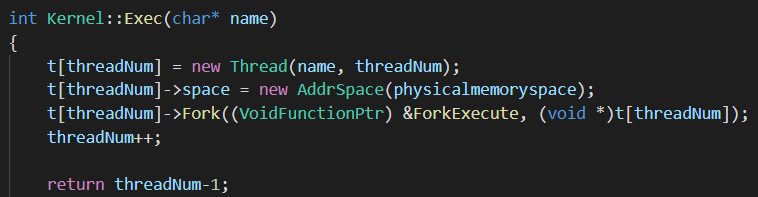 int Kernel::Exec(char* name)
{
    t[threadNum] = new Thread(name, threadNum);
    t[threadNum]->space = new AddrSpace(physicalmemoryspace);
    t[threadNum]->Fork((VoidFunctionPtr) &ForkExecute, (void *)t[threadNum]);
    threadNum++;

    return threadNum-1;